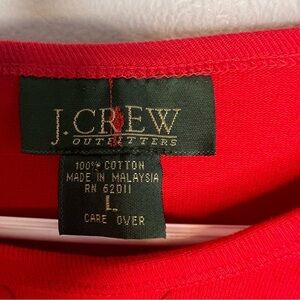 J.CREW
OUTFITTERS
100% COTTON
MADE IN MALAYSIA
RN 62011
L
CARE OVER